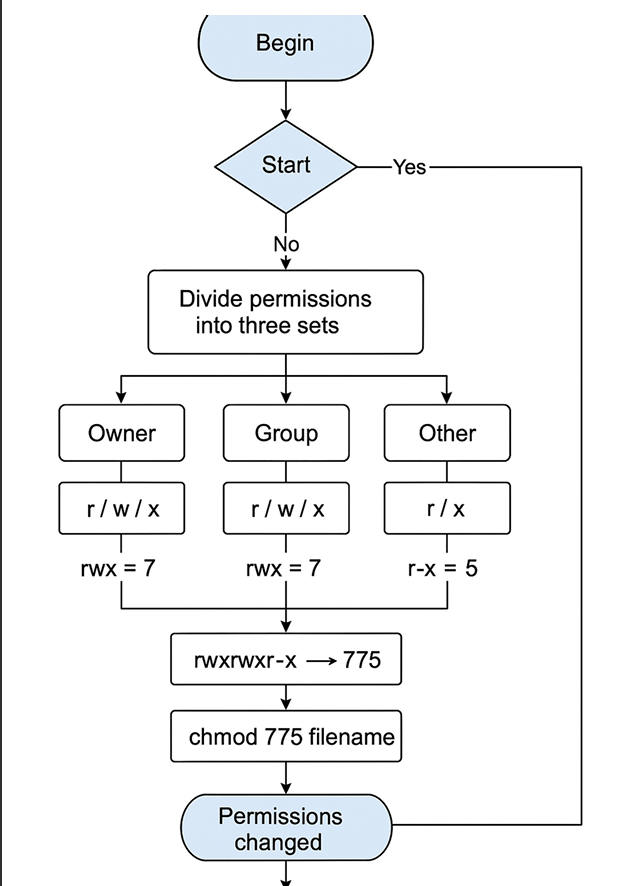 Begin
Start
Yes
No
Divide permissions
into three sets
Owner
Group
Other
r / w / x
r / w / x
r / x
rwx = 7
rwx = 7
r-x = 5
rwxrwxr-x → 775
chmod 775 filename
Permissions
changed